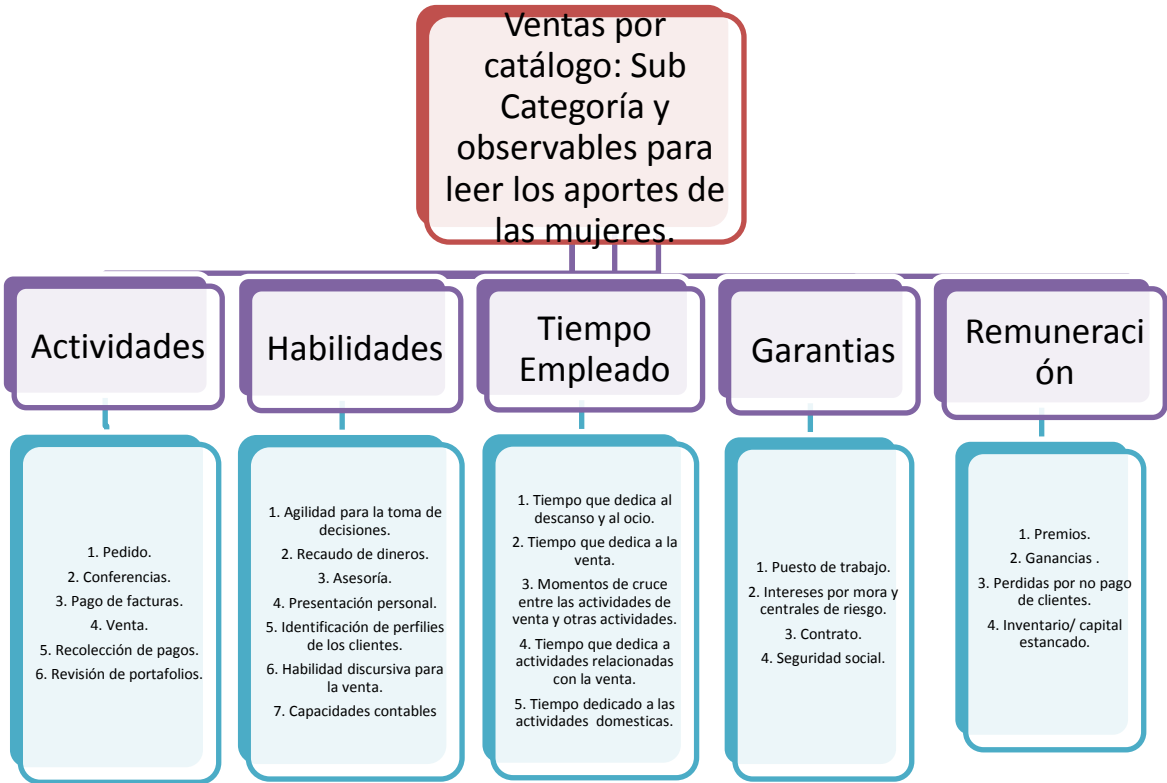 Ventas por
catálogo: Sub
Categoría y
observables para
leer los aportes de
las mujeres.
Actividades
Habilidades
Tiempo
Empleado
Garantias
Remuneraci
ón
1. Pedido.
2. Conferencias.
3. Pago de facturas.
4. Venta.
5. Recolección de pagos.
6. Revisión de portafolios.
1. Agilidad para la toma de
decisiones.
2. Recaudo de dineros.
3. Asesoría.
4. Presentación personal.
5. Identificación de perfilies
de los clientes.
6. Habilidad discursiva para
la venta.
7. Capacidades contables
1. Tiempo que dedica al
descanso y al ocio.
2. Tiempo que dedica a la
venta.
3. Momentos de cruce
entre las actividades de
venta y otras actividades.
4. Tiempo que dedica a
actividades relacionadas
con la venta.
5. Tiempo dedicado a las
actividades domesticas.
1. Puesto de trabajo.
2. Intereses por mora y
centrales de riesgo.
3. Contrato.
4. Seguridad social.
1. Premios.
2. Ganancias .
3. Perdidas por no pago
de clientes.
4. Inventario/ capital
estancado.